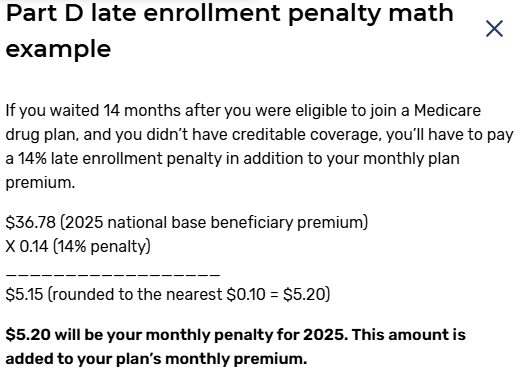 Part D late enrollment penalty math
example
If you waited 14 months after you were eligible to join a Medicare
drug plan, and you didn’t have creditable coverage, you’ll have to pay
a 14% late enrollment penalty in addition to your monthly plan
premium.
$36.78 (2025 national base beneficiary premium)
X 0.14 (14% penalty)
__________________
$5.15 (rounded to the nearest $0.10 = $5.20)
$5.20 will be your monthly penalty for 2025. This amount is
added to your plan’s monthly premium.